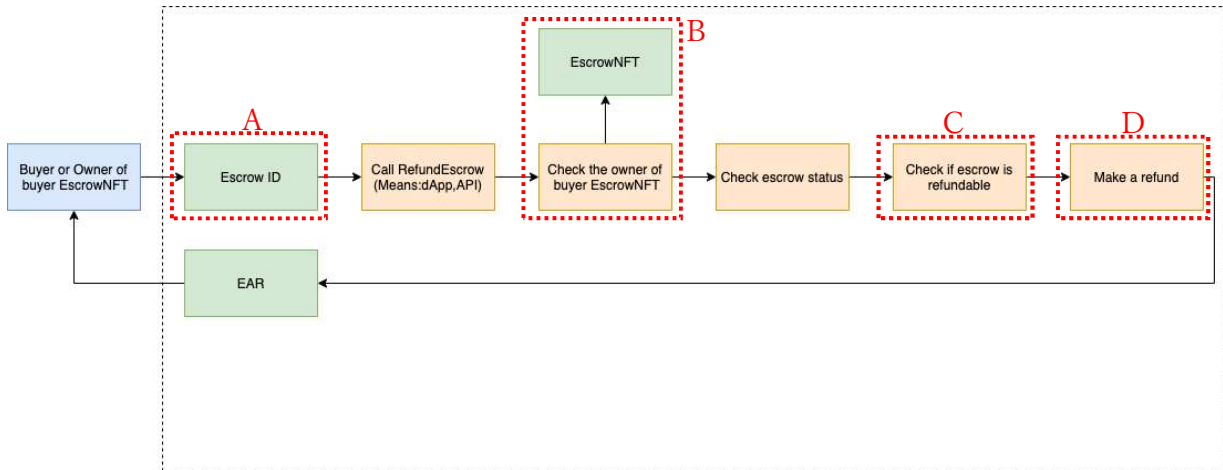 B
EscrowNFT
A
C
D
Buyer or Owner of
buyer EscrowNFT
Escrow ID
Call RefundEscrow
(Means:dApp,API)
Check the owner of
buyer EscrowNFT
Check escrow status
Check if escrow is
refundable
Make a refund
EAR